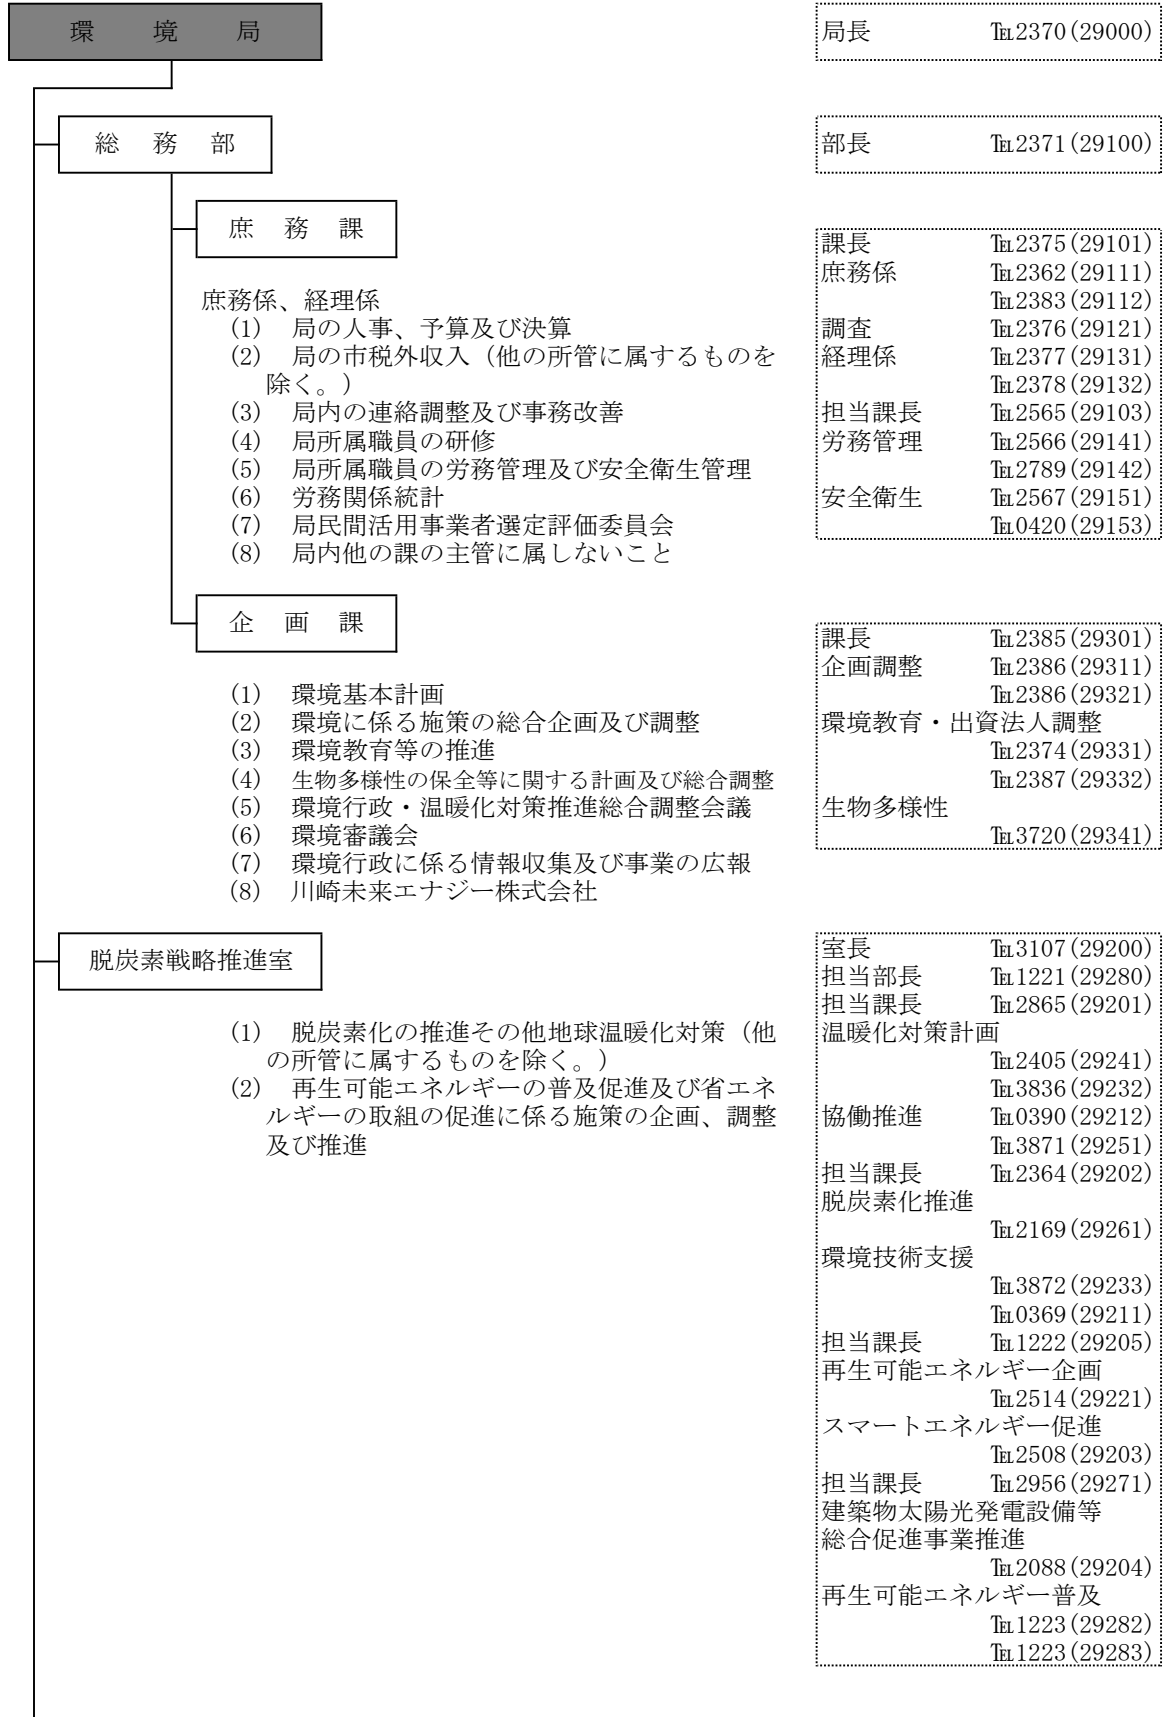 環　境　局
局長　℡2370(29000)
総　務　部
部長　℡2371(29100)
庶　務　課
庶務係、経理係
(1)　局の人事、予算及び決算
(2)　局の市税外収入（他の所管に属するものを
除く。）
(3)　局内の連絡調整及び事務改善
(4)　局所属職員の研修
(5)　局所属職員の労務管理及び安全衛生管理
(6)　労務関係統計
(7)　局民間活用事業者選定評価委員会
(8)　局内他の課の主管に属しないこと
課長　℡2375(29101)
庶務係　℡2362(29111)
℡2383(29112)
調査　℡2376(29121)
経理係　℡2377(29131)
℡2378(29132)
担当課長　℡2565(29103)
労務管理　℡2566(29141)
℡2789(29142)
安全衛生　℡2567(29151)
℡0420(29153)
企　画　課
(1)　環境基本計画
(2)　環境に係る施策の総合企画及び調整
(3)　環境教育等の推進
(4)　生物多様性の保全等に関する計画及び総合調整
(5)　環境行政・温暖化対策推進総合調整会議
(6)　環境審議会
(7)　環境行政に係る情報収集及び事業の広報
(8)　川崎未来エナジー株式会社
課長　℡2385(29301)
企画調整　℡2386(29311)
℡2386(29321)
環境教育・出資法人調整
℡2374(29331)
℡2387(29332)
生物多様性
℡3720(29341)
脱炭素戦略推進室
(1)　脱炭素化の推進その他地球温暖化対策（他
の所管に属するものを除く。）
(2)　再生可能エネルギーの普及促進及び省エネ
ルギーの取組の促進に係る施策の企画、調整
及び推進
室長　℡3107(29200)
担当部長　℡1221(29280)
担当課長　℡2865(29201)
温暖化対策計画
℡2405(29241)
℡3836(29232)
協働推進　℡0390(29212)
℡3871(29251)
担当課長　℡2364(29202)
脱炭素化推進
℡2169(29261)
環境技術支援
℡3872(29233)
℡0369(29211)
担当課長　℡1222(29205)
再生可能エネルギー企画
℡2514(29221)
スマートエネルギー促進
℡2508(29203)
担当課長　℡2956(29271)
建築物太陽光発電設備等
総合促進事業推進
℡2088(29204)
再生可能エネルギー普及
℡1223(29282)
℡1223(29283)